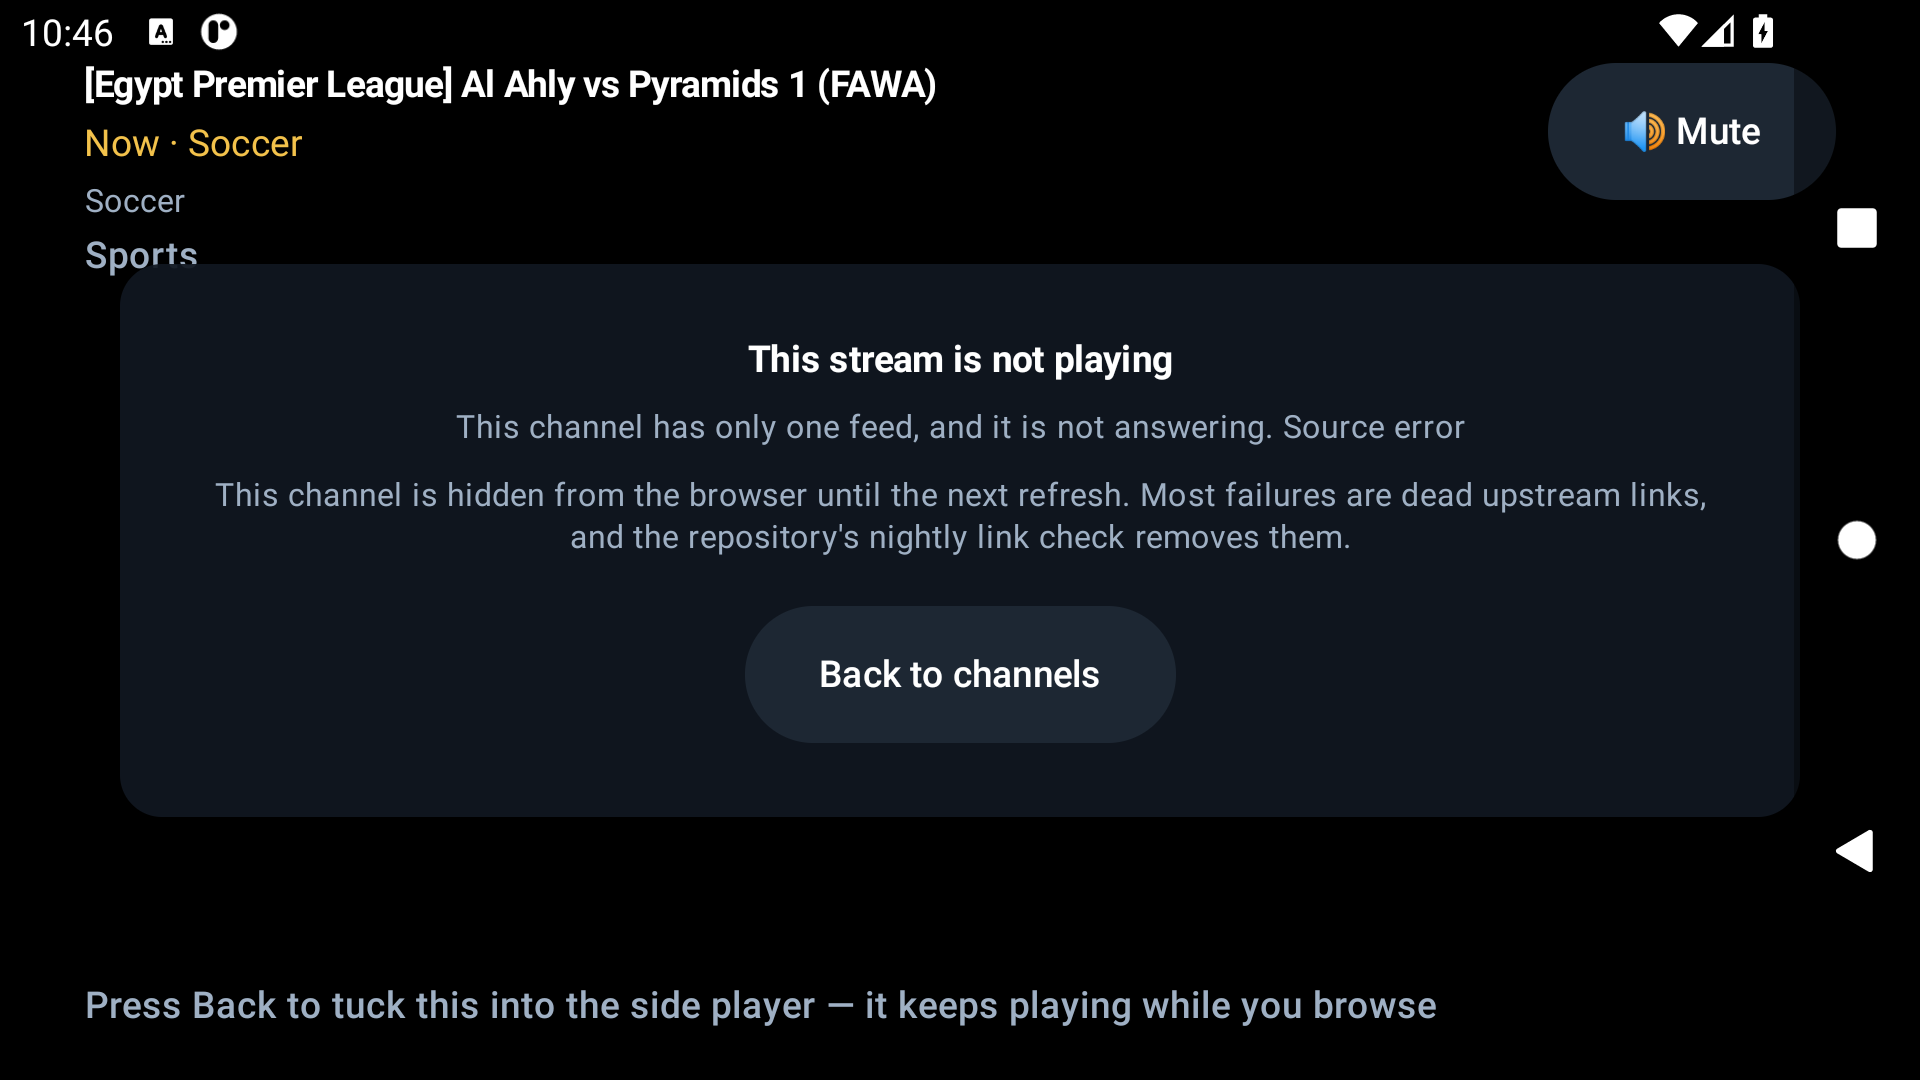 10:46
[Egypt Premier League] Al Ahly vs Pyramids 1 (FAWA)
Now · Soccer
Soccer
Sports
🔊 Mute
This stream is not playing
This channel has only one feed, and it is not answering. Source error
This channel is hidden from the browser until the next refresh. Most failures are dead upstream links,
and the repository's nightly link check removes them.
Back to channels
Press Back to tuck this into the side player — it keeps playing while you browse